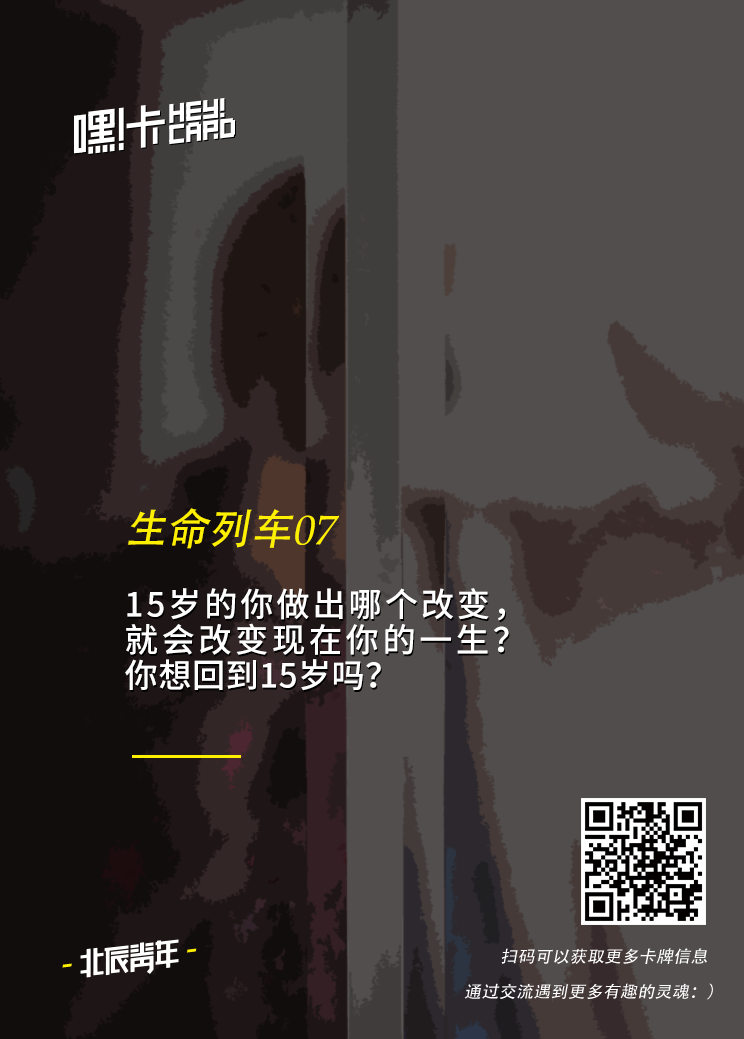 嘿!卡 HEY! CARD
生命列车07
15岁的你做出哪个改变，
就会改变现在你的一生？
你想回到15岁吗？
- 北辰青年 -
扫码可以获取更多卡牌信息
通过交流遇到更多有趣的灵魂：）